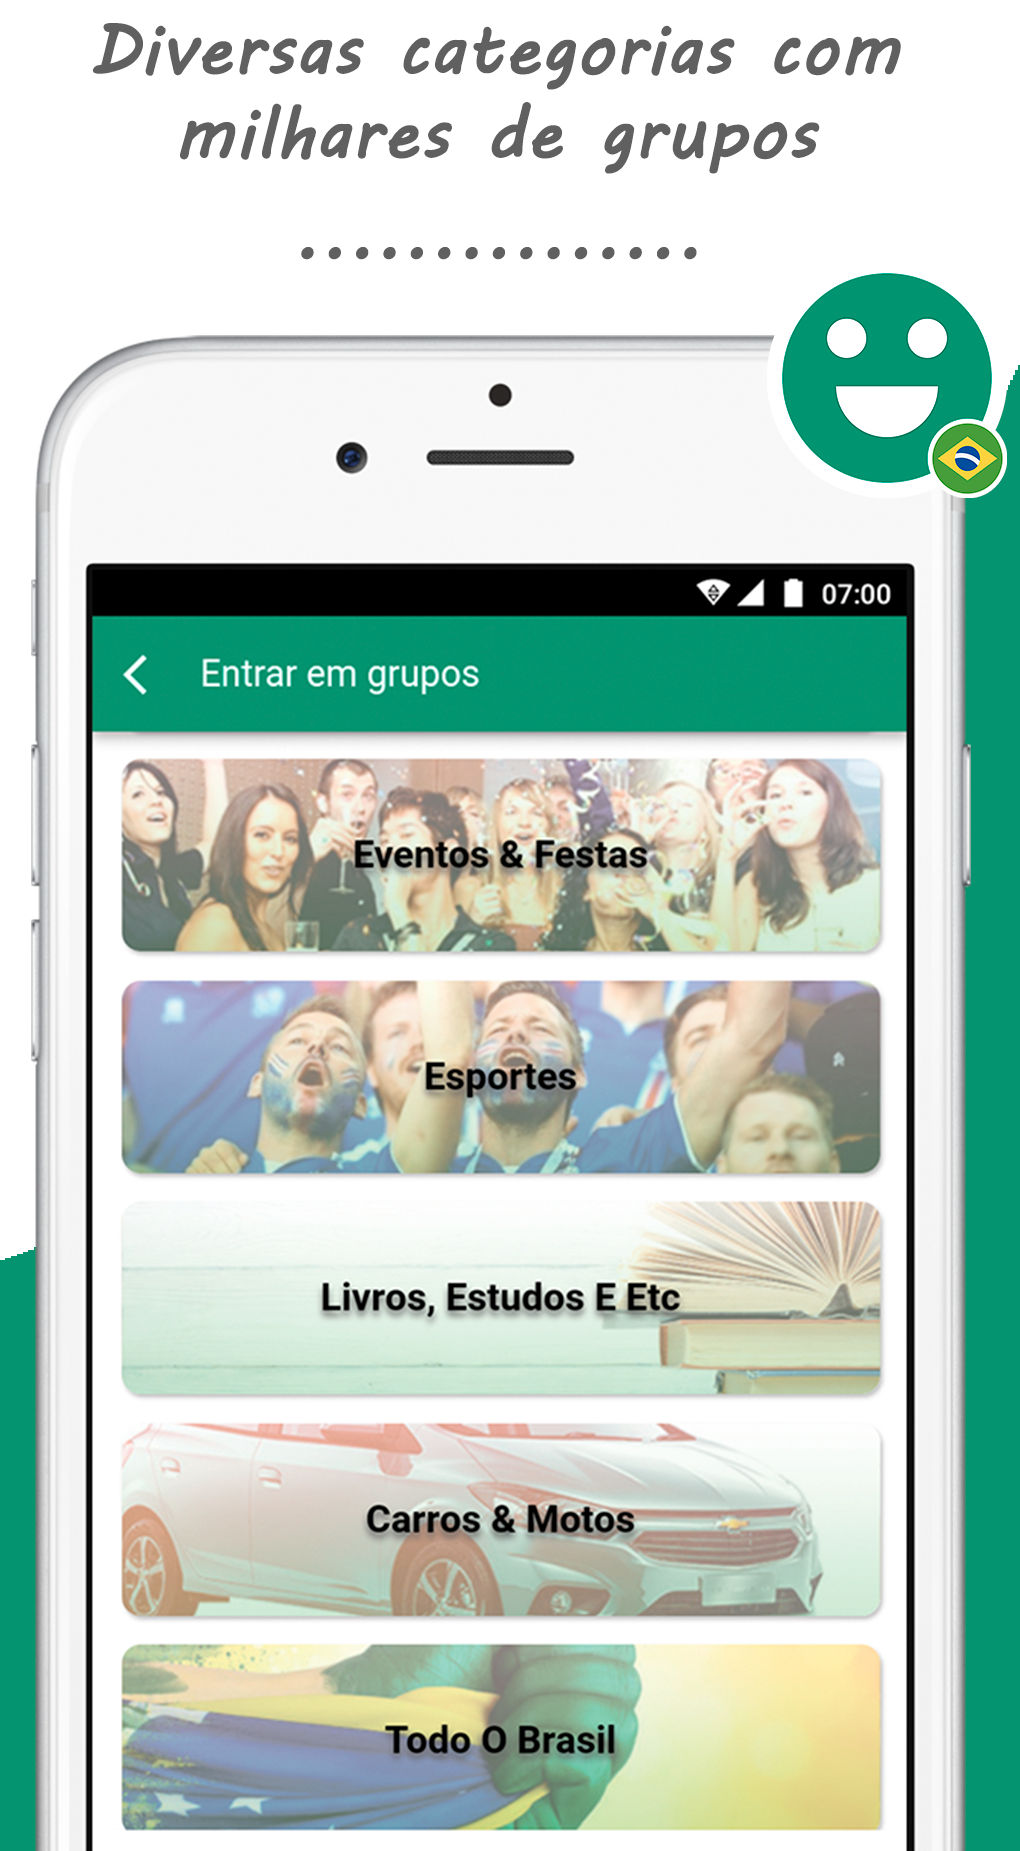 Diversas categorias com
milhares de grupos
07:00
Entrar em grupos
Eventos & Festas
Esportes
Livros, Estudos E Etc
Carros & Motos
Todo O Brasil